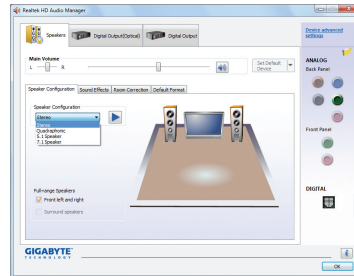 Realtek HD Audio Manager
Speakers
Digital Output(Optical)
Digital Output
Device advanced
settings
Main Volume
L
R
Set Default
Device
ANALOG
Back Panel
Speaker Configuration
Sound Effects
Room Correction
Default Format
Speaker Configuration
Stereo
Stereo
Quadraphonic
5.1 Speaker
7.1 Speaker
Front Panel
Full-range Speakers
Front left and right
Surround speakers
DIGITAL
GIGABYTE
TECHNOLOGY
OK